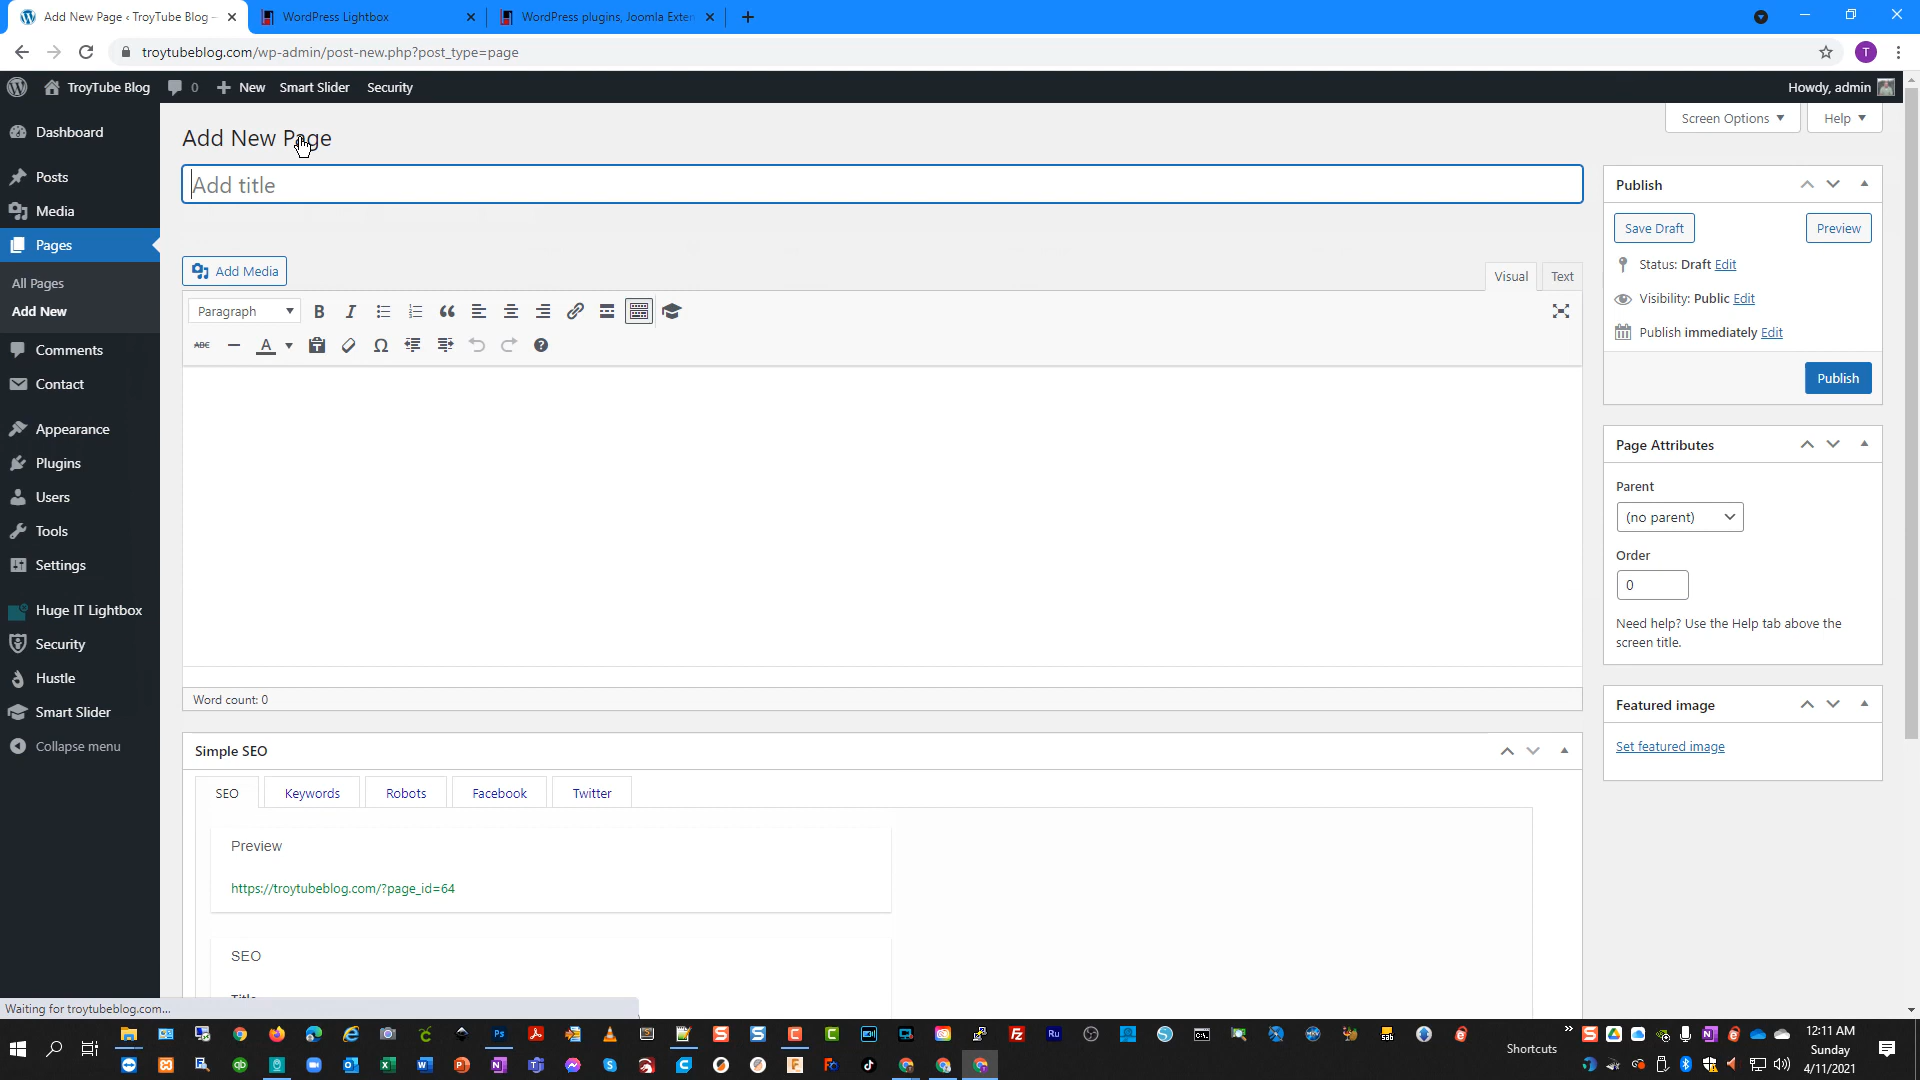 Add New Page ‹ TroyTube Blog –
WordPress Lightbox
WordPress plugins, Joomla Exten
troytubeblog.com/wp-admin/post-new.php?post_type=page
T
TroyTube Blog
0
New
Smart Slider
Security
Howdy, admin
Dashboard
Posts
Media
Pages
All Pages
Add New
Comments
Contact
Appearance
Plugins
Users
Tools
Settings
Huge IT Lightbox
Security
Hustle
Smart Slider
Collapse menu
Screen Options
Help
Add New Page
Add title
Add Media
Visual
Text
Paragraph
B
I
ABC
A
Ω
Word count: 0
Simple SEO
SEO
Keywords
Robots
Facebook
Twitter
Preview
https://troytubeblog.com/?page_id=64
SEO
Title
Publish
Save Draft
Preview
Status: Draft Edit
Visibility: Public Edit
Publish immediately Edit
Publish
Page Attributes
Parent
(no parent)
Order
0
Need help? Use the Help tab above the
screen title.
Featured image
Set featured image
Waiting for troytubeblog.com...
Shortcuts
12:11 AM
Sunday
4/11/2021